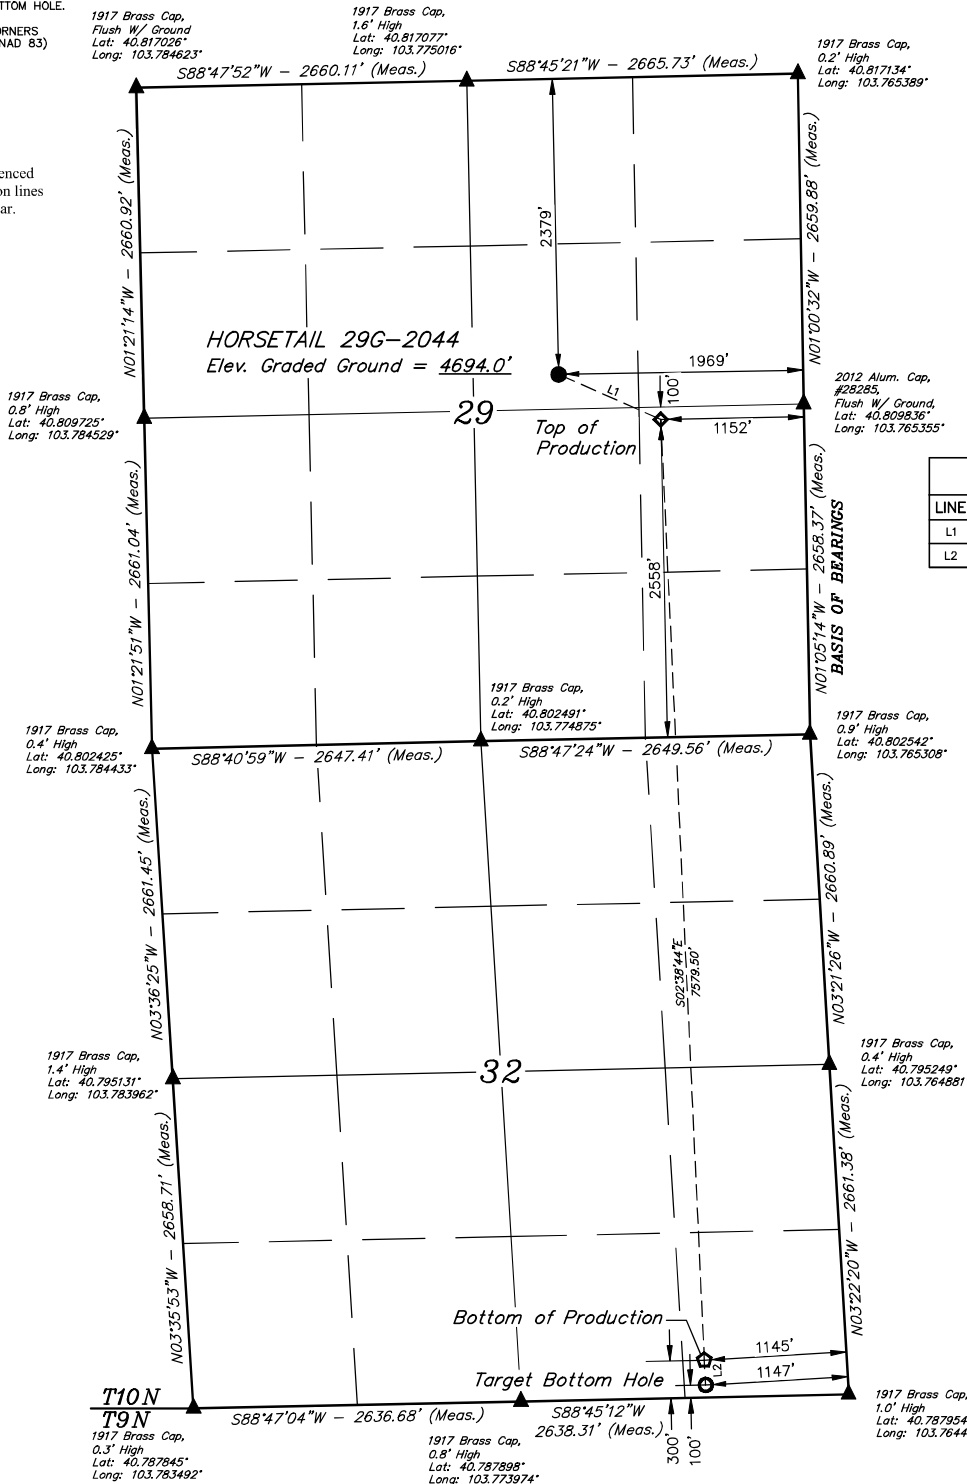 TTOM HOLE.
RNERS
NAD 83)
enced
on lines
ar.
1917 Brass Cap,
Flush W/ Ground
Lat: 40.817026°
Long: 103.784623°
1917 Brass Cap,
1.6' High
Lat: 40.817077°
Long: 103.775016°
1917 Brass Cap,
0.2' High
Lat: 40.817134°
Long: 103.765389°
S88°47'52"W - 2660.11' (Meas.)
S88°45'21"W - 2665.73' (Meas.)
N01°21'14"W - 2660.92' (Meas.)
2379'
N01°00'32"W - 2659.88' (Meas.)
HORSETAIL 29G-2044
Elev. Graded Ground = 4694.0'
1969'
L1
100'
1917 Brass Cap,
0.8' High
Lat: 40.809725°
Long: 103.784529°
29
Top of
Production
1152'
2012 Alum. Cap,
#28285,
Flush W/ Ground,
Lat: 40.809836°
Long: 103.765355°
LINE
L1
L2
N01°21'51"W - 2661.04' (Meas.)
2558'
N01°05'14"W - 2658.37' (Meas.)
BASIS OF BEARINGS
1917 Brass Cap,
0.2' High
Lat: 40.802491°
Long: 103.774875°
1917 Brass Cap,
0.4' High
Lat: 40.802425°
Long: 103.784433°
1917 Brass Cap,
0.9' High
Lat: 40.802542°
Long: 103.765308°
S88°40'59"W - 2647.41' (Meas.)
S88°47'24"W - 2649.56' (Meas.)
N03°36'25"W - 2661.45' (Meas.)
S02°38'44"E
7579.50'
N03°21'26"W - 2660.89' (Meas.)
1917 Brass Cap,
1.4' High
Lat: 40.795131°
Long: 103.783962°
32
1917 Brass Cap,
0.4' High
Lat: 40.795249°
Long: 103.764881
N03°35'53"W - 2658.71' (Meas.)
N03°22'20"W - 2661.38' (Meas.)
Bottom of Production
1145'
L2
Target Bottom Hole
1147'
T10N
T9N
S88°47'04"W - 2636.68' (Meas.)
S88°45'12"W
2638.31' (Meas.)
300'
100'
1917 Brass Cap,
0.3' High
Lat: 40.787845°
Long: 103.783492°
1917 Brass Cap,
0.8' High
Lat: 40.787898°
Long: 103.773974°
1917 Brass Cap,
1.0' High
Lat: 40.787954
Long: 103.7644